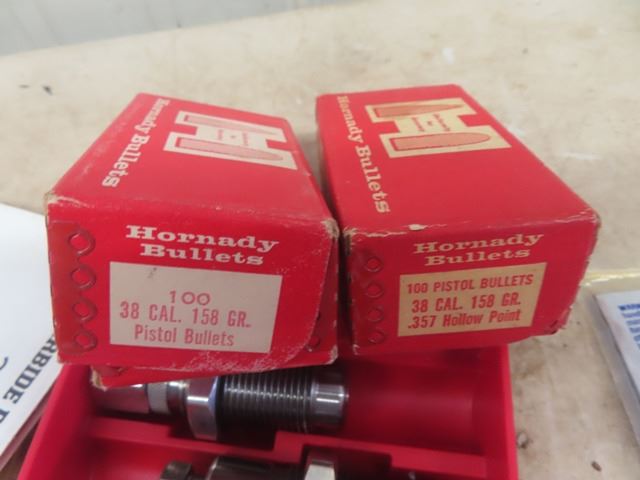 Hornady Bullets
Hornady
Bullets
100
38 CAL. 158 GR.
Pistol Bullets
Hornady Bullets
Hornady
Bullets
100 PISTOL BULLETS
38 CAL. 158 GR.
.357 Hollow Point